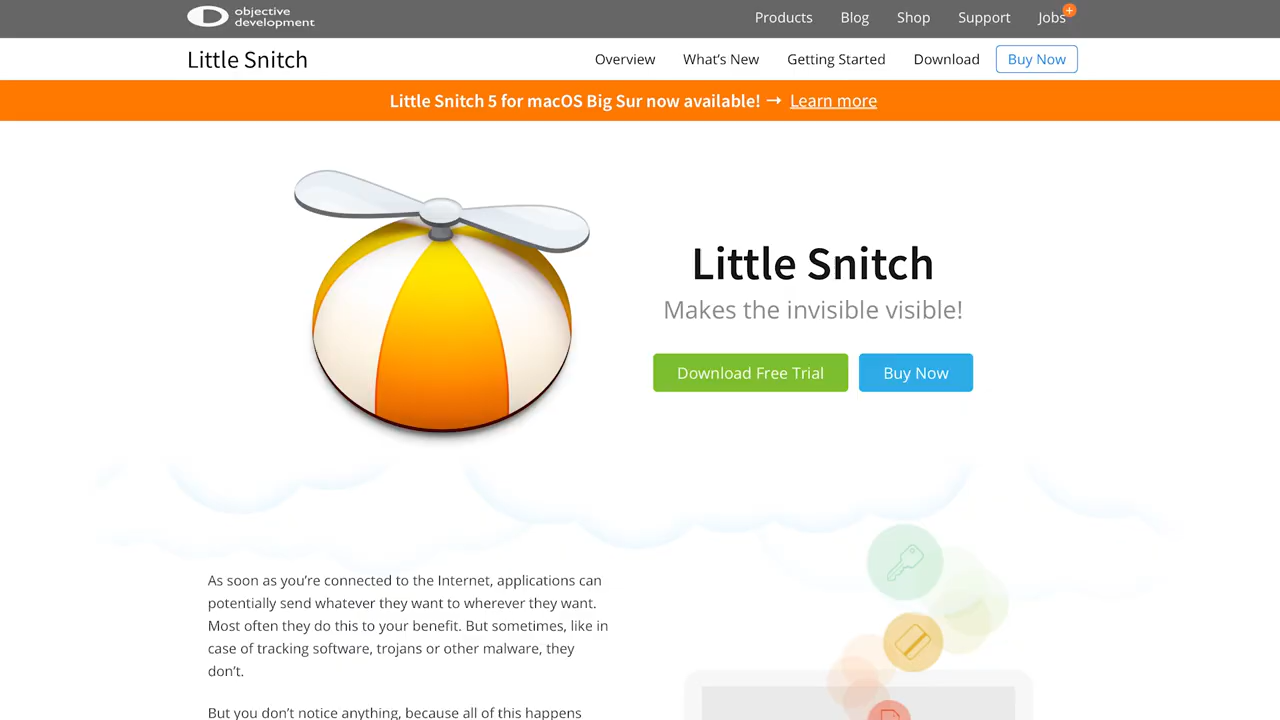 objective
development
Products Blog Shop Support Jobs +
Little Snitch
Overview What's New Getting Started Download Buy Now
Little Snitch 5 for macOS Big Sur now available! → Learn more
Little Snitch
Makes the invisible visible!
Download Free Trial Buy Now
As soon as you're connected to the Internet, applications can
potentially send whatever they want to wherever they want.
Most often they do this to your benefit. But sometimes, like in
case of tracking software, trojans or other malware, they
don't.
But you don't notice anything, because all of this happens